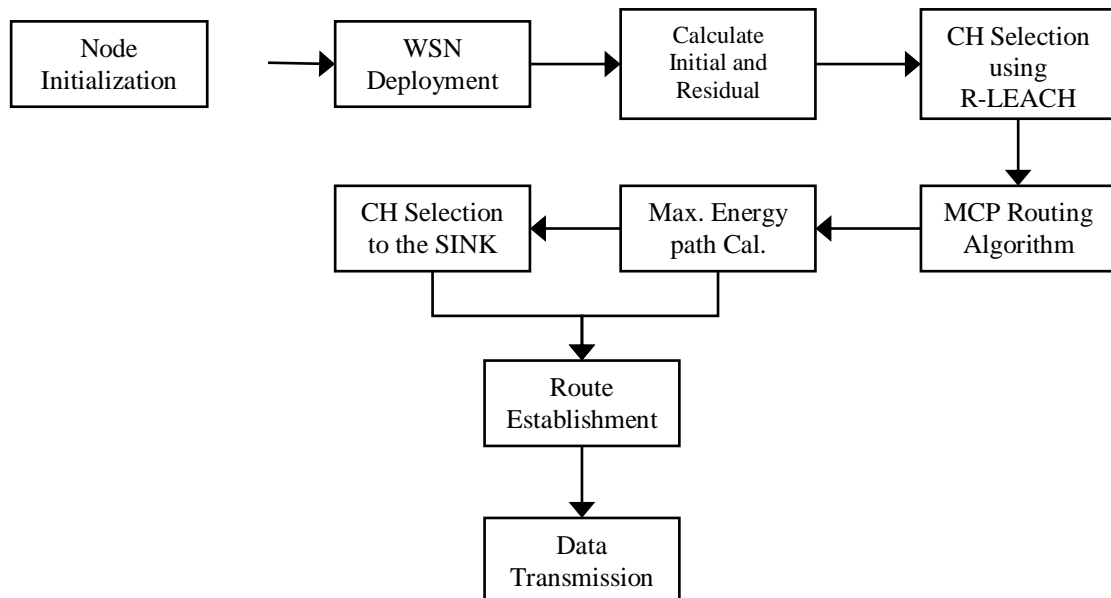 Node
Initialization
WSN
Deployment
Calculate
Initial and
Residual
CH Selection
using
R-LEACH
CH Selection
to the SINK
Max. Energy
path Cal.
MCP Routing
Algorithm
Route
Establishment
Data
Transmission